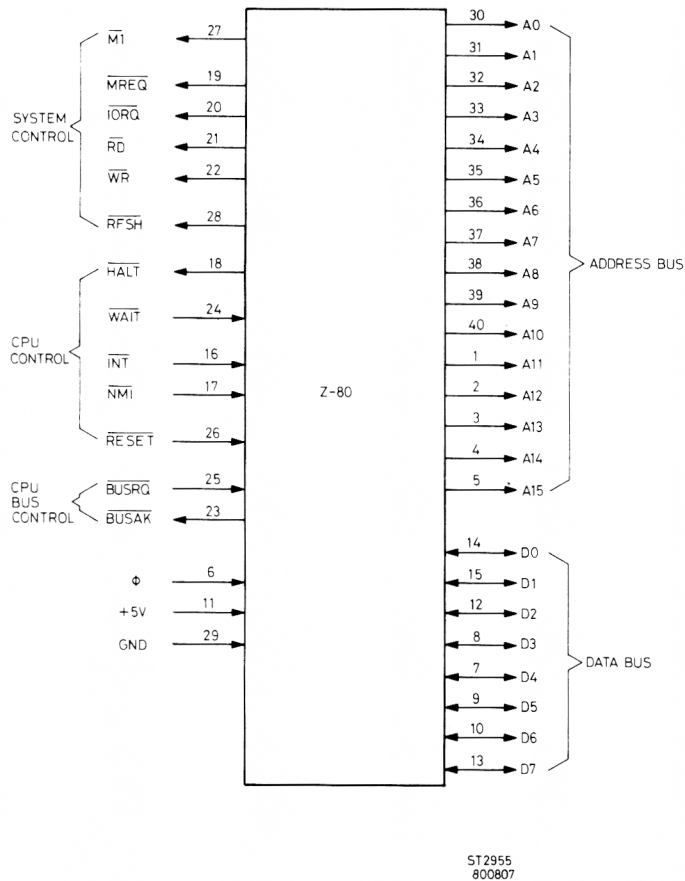 SYSTEM
CONTROL
M1 27
MREQ 19
IORQ 20
RD 21
WR 22
RFSH 28
CPU
CONTROL
HALT 18
WAIT 24
INT 16
NMI 17
RESET 26
CPU
BUS
CONTROL
BUSRQ 25
BUSAK 23
Φ 6
+5V 11
GND 29
Z-80
30 A0
31 A1
32 A2
33 A3
34 A4
35 A5
36 A6
37 A7
38 A8
39 A9
40 A10
1 A11
2 A12
3 A13
4 A14
5 A15
ADDRESS BUS
14 D0
15 D1
12 D2
8 D3
7 D4
9 D5
10 D6
13 D7
DATA BUS
ST2955
800807